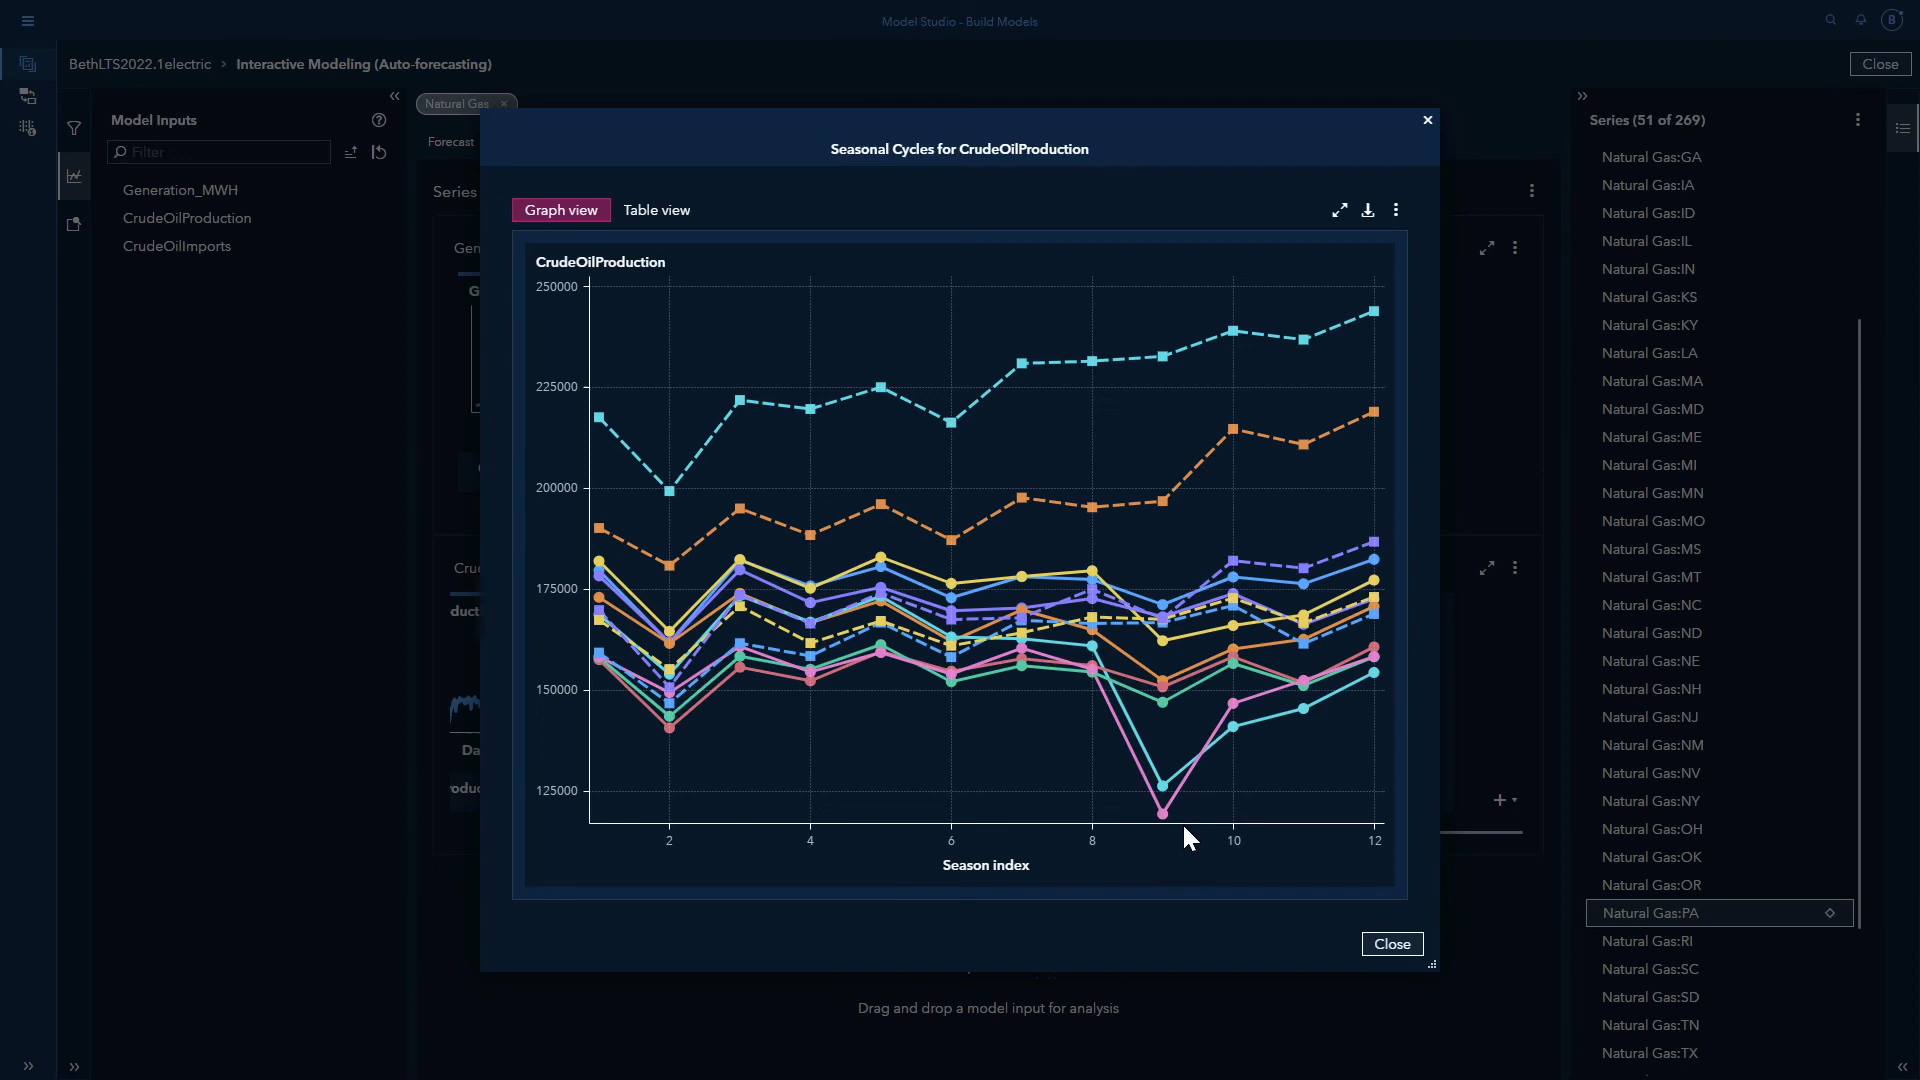 Model Studio - Build Models
B
BethLTS2022.1electric > Interactive Modeling (Auto-forecasting)
Close
Model Inputs
Filter
Generation_MWH
CrudeOilProduction
CrudeOilImports
Natural Gas ×
Forecast
Series
Seasonal Cycles for CrudeOilProduction
Graph view Table view
CrudeOilProduction
250000
225000
200000
175000
150000
125000
2 4 6 8 10 12
Season index
Close
Drag and drop a model input for analysis
Series (51 of 269)
Natural Gas:GA
Natural Gas:IA
Natural Gas:ID
Natural Gas:IL
Natural Gas:IN
Natural Gas:KS
Natural Gas:KY
Natural Gas:LA
Natural Gas:MA
Natural Gas:MD
Natural Gas:ME
Natural Gas:MI
Natural Gas:MN
Natural Gas:MO
Natural Gas:MS
Natural Gas:MT
Natural Gas:NC
Natural Gas:ND
Natural Gas:NE
Natural Gas:NH
Natural Gas:NJ
Natural Gas:NM
Natural Gas:NV
Natural Gas:NY
Natural Gas:OH
Natural Gas:OK
Natural Gas:OR
Natural Gas:PA
Natural Gas:RI
Natural Gas:SC
Natural Gas:SD
Natural Gas:TN
Natural Gas:TX